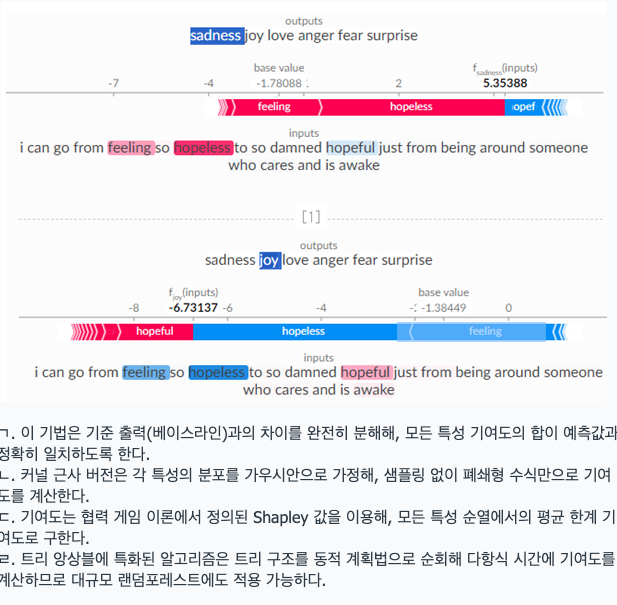 outputs
sadness joy love anger fear surprise
base value f_sadness(inputs)
-7 -4 -1.78088 2 5.35388
feeling hopeless opef
inputs
i can go from feeling so hopeless to so damned hopeful just from being around someone
who cares and is awake
[1]
outputs
sadness joy love anger fear surprise
f_joy(inputs) base value
-8 -6.73137 -6 -4 -1.38449 0
hopeful hopeless feeling
inputs
i can go from feeling so hopeless to so damned hopeful just from being around someone
who cares and is awake
ㄱ. 이 기법은 기준 출력(베이스라인)과의 차이를 완전히 분해해, 모든 특성 기여도의 합이 예측값과
정확히 일치하도록 한다.
ㄴ. 커널 근사 버전은 각 특성의 분포를 가우시안으로 가정해, 샘플링 없이 폐쇄형 수식만으로 기여
도를 계산한다.
ㄷ. 기여도는 협력 게임 이론에서 정의된 Shapley 값을 이용해, 모든 특성 순열에서의 평균 한계 기
여도로 구한다.
ㄹ. 트리 앙상블에 특화된 알고리즘은 트리 구조를 동적 계획법으로 순회해 다항식 시간에 기여도를
계산하므로 대규모 랜덤포레스트에도 적용 가능하다.